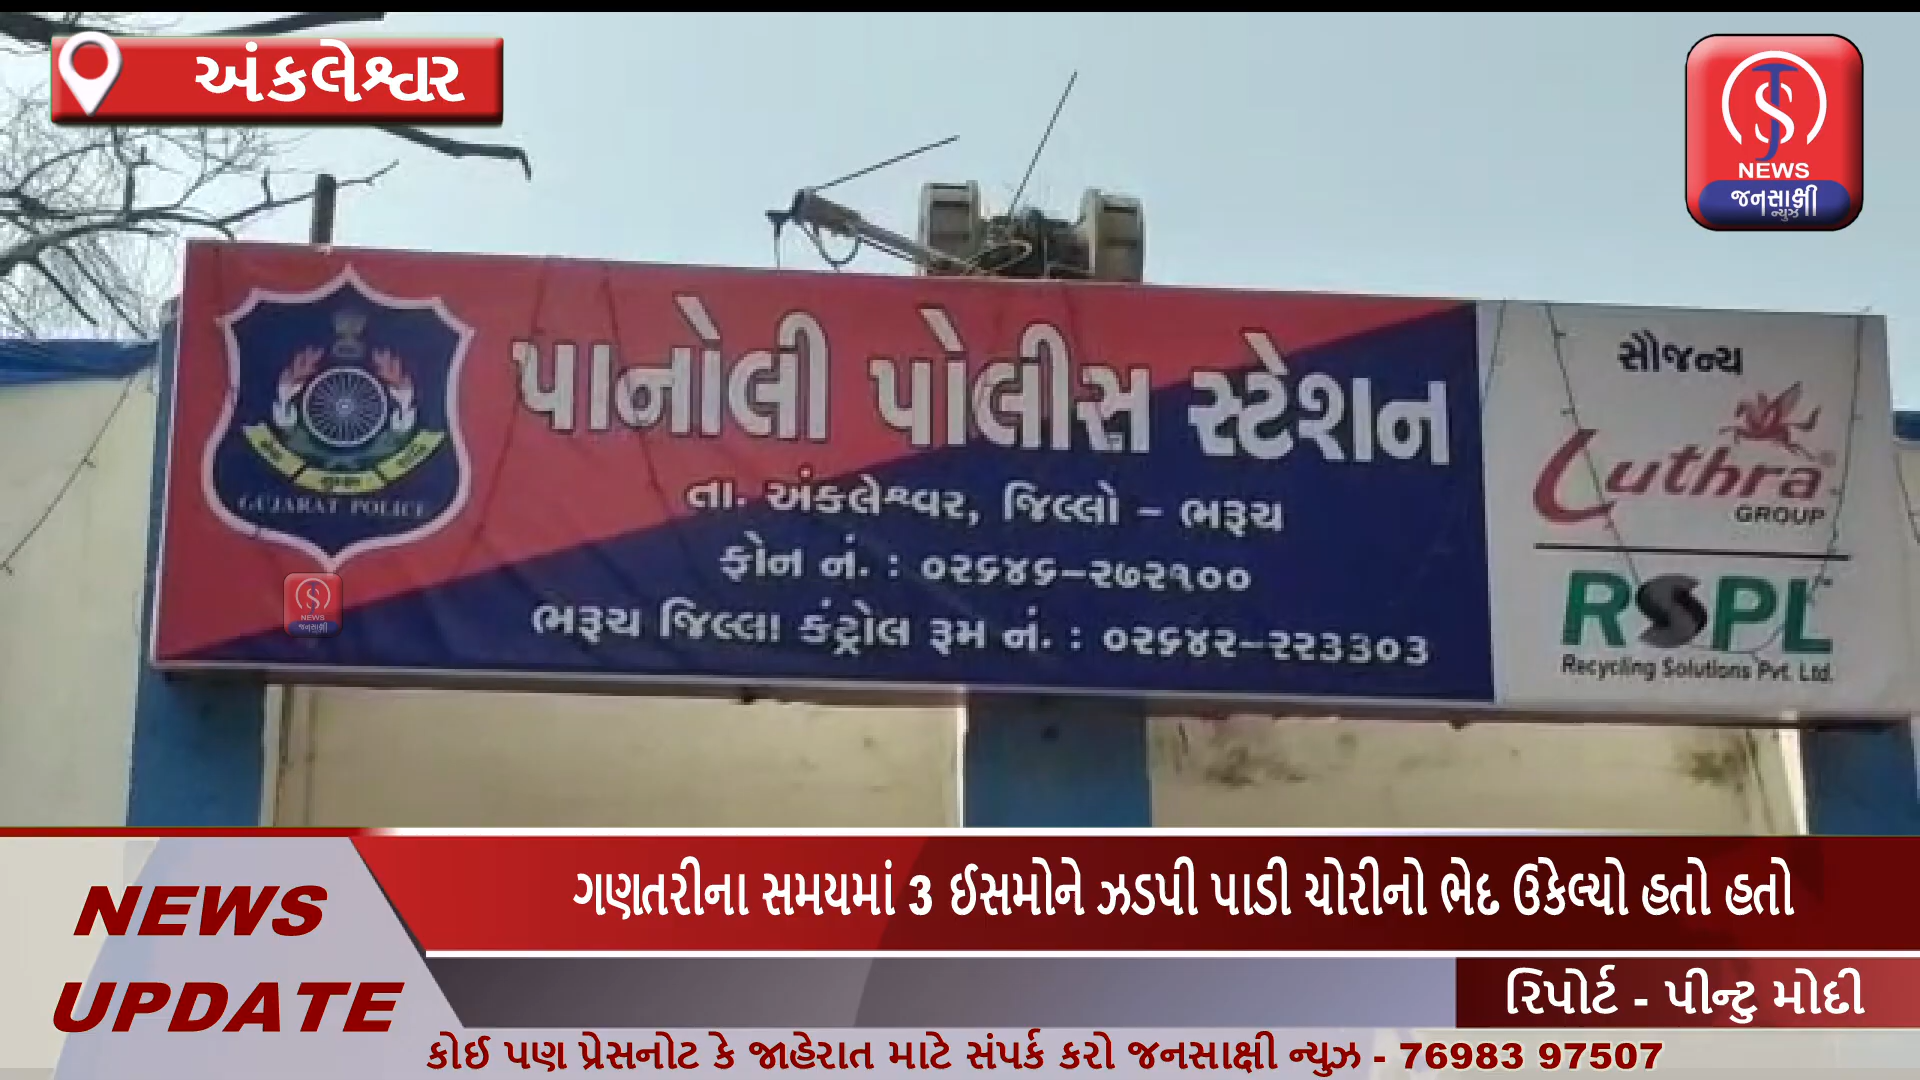 અંકલેશ્વર
NEWS
જનસાક્ષી
ન્યુઝ
પાનોલી પોલીસ સ્ટેશન
તા. અંકલેશ્વર, જિલ્લો - ભરૂચ
ફોન નં. : ૦૨૬૪૬-૨૭૨૧૦૦
ભરૂચ જિલ્લા કંટ્રોલ રૂમ નં. : ૦૨૬૪૨-૨૨૩૩૦૩
GUJARAT POLICE
સૌજન્ય
Luthra
GROUP
RSPL
Recycling Solutions Pvt. Ltd.
NEWS
જનસાક્ષી
NEWS
UPDATE
ગણતરીના સમયમાં 3 ઈસમોને ઝડપી પાડી ચોરીનો ભેદ ઉકેલ્યો હતો હતો
રિપોર્ટ - પીન્ટુ મોદી
કોઈ પણ પ્રેસનોટ કે જાહેરાત માટે સંપર્ક કરો જનસાક્ષી ન્યુઝ - 76983 97507